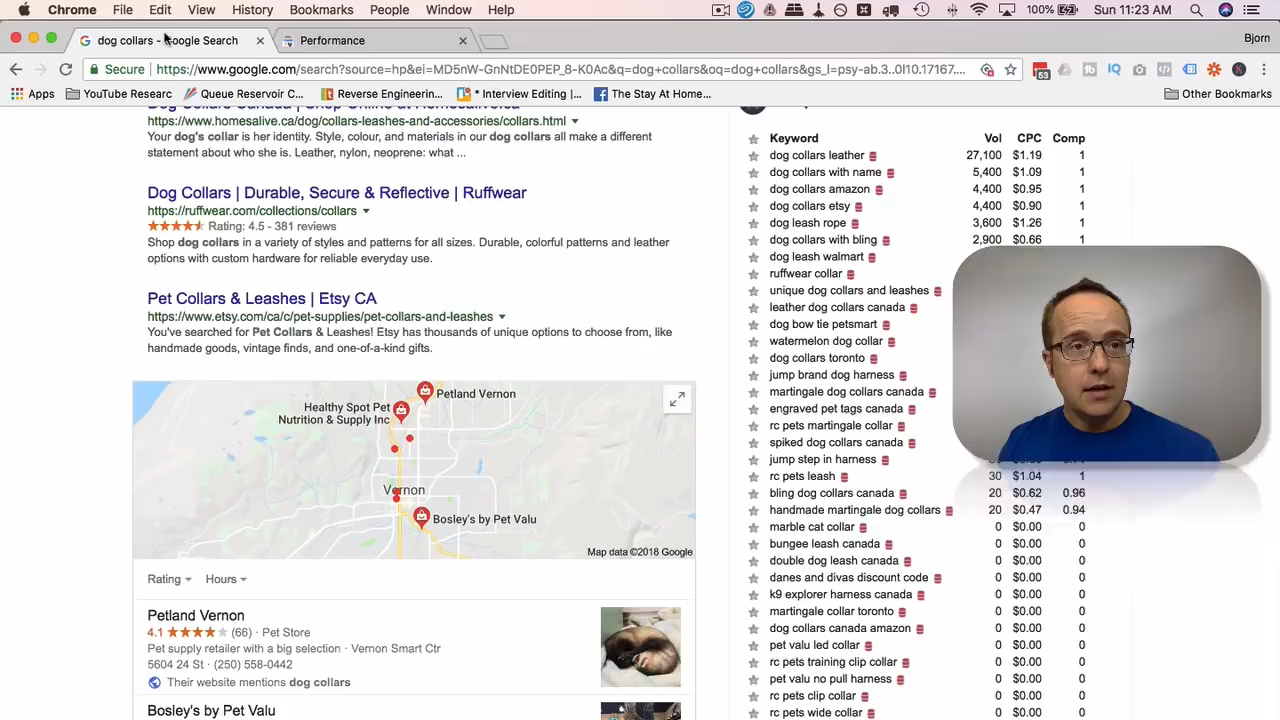 Chrome File Edit View History Bookmarks People Window Help 100% Sun 11:23 AM
dog collars - Google Search Performance Bjorn
Secure https://www.google.com/search?source=hp&ei=MD5nW-GnNtDE0PEP_8-K0Ac&q=dog+collars&oq=dog+collars&gs_l=psy-ab.3..0l10.17167.... 53
Apps YouTube Researc Queue Reservoir C... Reverse Engineerin... * Interview Editing |... The Stay At Home... Other Bookmarks
Dog Collars Canada | Shop Online at Homesalive.ca
https://www.homesalive.ca/dog/collars-leashes-and-accessories/collars.html
Your dog's collar is her identity. Style, colour, and materials in our dog collars all make a different
statement about who she is. Leather, nylon, neoprene: what ...
Dog Collars | Durable, Secure & Reflective | Ruffwear
https://ruffwear.com/collections/collars
Rating: 4.5 - 381 reviews
Shop dog collars in a variety of styles and patterns for all sizes. Durable, colorful patterns and leather
options with custom hardware for reliable everyday use.
Pet Collars & Leashes | Etsy CA
https://www.etsy.com/ca/c/pet-supplies/pet-collars-and-leashes
You've searched for Pet Collars & Leashes! Etsy has thousands of unique options to choose from, like
handmade goods, vintage finds, and one-of-a-kind gifts.
Petland Vernon
Healthy Spot Pet
Nutrition & Supply Inc
Vernon
Bosley's by Pet Valu
Map data ©2018 Google
Rating Hours
Petland Vernon
4.1 (66) · Pet Store
Pet supply retailer with a big selection · Vernon Smart Ctr
5604 24 St · (250) 558-0442
Their website mentions dog collars
Bosley's by Pet Valu
Keyword Vol CPC Comp
dog collars leather 27,100 $1.19 1
dog collars with name 5,400 $1.09 1
dog collars amazon 4,400 $0.95 1
dog collars etsy 4,400 $0.90 1
dog leash rope 3,600 $1.26 1
dog collars with bling 2,900 $0.66 1
dog leash walmart
ruffwear collar
unique dog collars and leashes
leather dog collars canada
dog bow tie petsmart
watermelon dog collar
dog collars toronto
jump brand dog harness
martingale dog collars canada
engraved pet tags canada
rc pets martingale collar
spiked dog collars canada
jump step in harness
rc pets leash 30 $1.04 1
bling dog collars canada 20 $0.62 0.96
handmade martingale dog collars 20 $0.47 0.94
marble cat collar 0 $0.00 0
bungee leash canada 0 $0.00 0
double dog leash canada 0 $0.00 0
danes and divas discount code 0 $0.00 0
k9 explorer harness canada 0 $0.00 0
martingale collar toronto 0 $0.00 0
dog collars canada amazon 0 $0.00 0
pet valu led collar 0 $0.00 0
rc pets training clip collar 0 $0.00 0
pet valu no pull harness 0 $0.00 0
rc pets clip collar 0 $0.00 0
rc pets wide collar 0 $0.00 0